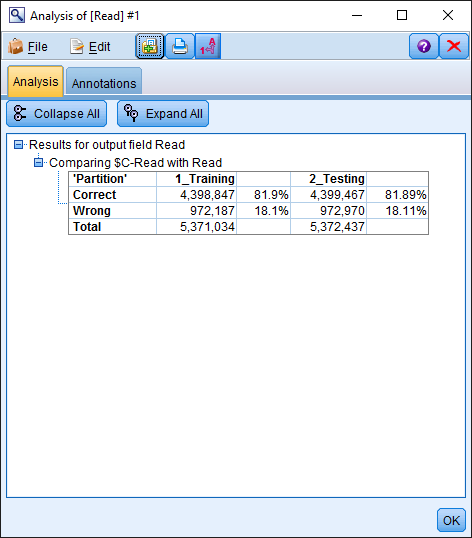 Analysis of [Read] #1
File Edit
Analysis Annotations
Collapse All Expand All
Results for output field Read
Comparing $C-Read with Read
'Partition' 1_Training 2_Testing
Correct 4,398,847 81.9% 4,399,467 81.89%
Wrong 972,187 18.1% 972,970 18.11%
Total 5,371,034 5,372,437
OK